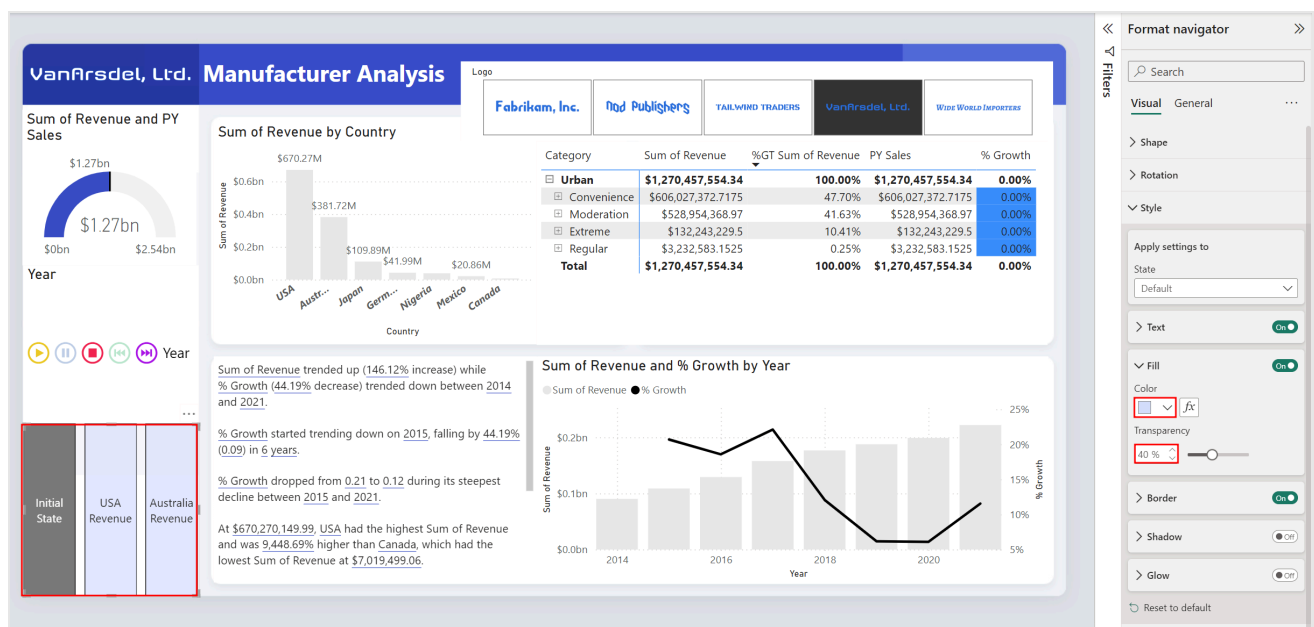 VanArsdel, Ltd.
Manufacturer Analysis
Logo
Fabrikam, Inc.
Nod Publishers
TAILWIND TRADERS
VanArsdel, Ltd.
WIDE WORLD IMPORTERS
Sum of Revenue and PY
Sales
$1.27bn
$1.27bn
$0bn
$2.54bn
Year
Year
...
Initial
State
USA
Revenue
Australia
Revenue
Sum of Revenue by Country
Sum of Revenue
$0.6bn
$0.4bn
$0.2bn
$0.0bn
$670.27M
$381.72M
$109.89M
$41.99M
$20.86M
USA
Austr...
Japan
Germ...
Nigeria
Mexico
Canada
Country
Category Sum of Revenue %GT Sum of Revenue PY Sales % Growth
Urban $1,270,457,554.34 100.00% $1,270,457,554.34 0.00%
Convenience $606,027,372.7175 47.70% $606,027,372.7175 0.00%
Moderation $528,954,368.97 41.63% $528,954,368.97 0.00%
Extreme $132,243,229.5 10.41% $132,243,229.5 0.00%
Regular $3,232,583.1525 0.25% $3,232,583.1525 0.00%
Total $1,270,457,554.34 100.00% $1,270,457,554.34 0.00%
Sum of Revenue trended up (146.12% increase) while
% Growth (44.19% decrease) trended down between 2014
and 2021.
% Growth started trending down on 2015, falling by 44.19%
(0.09) in 6 years.
% Growth dropped from 0.21 to 0.12 during its steepest
decline between 2015 and 2021.
At $670,270,149.99, USA had the highest Sum of Revenue
and was 9,448.69% higher than Canada, which had the
lowest Sum of Revenue at $7,019,499.06.
Sum of Revenue and % Growth by Year
Sum of Revenue % Growth
Sum of Revenue
$0.2bn
$0.1bn
$0.0bn
25%
20%
15%
10%
5%
% Growth
2014 2016 2018 2020
Year
Filters
Format navigator
Search
Visual General ...
Shape
Rotation
Style
Apply settings to
State
Default
Text On
Fill On
Color
fx
Transparency
40 %
Border On
Shadow Off
Glow Off
Reset to default